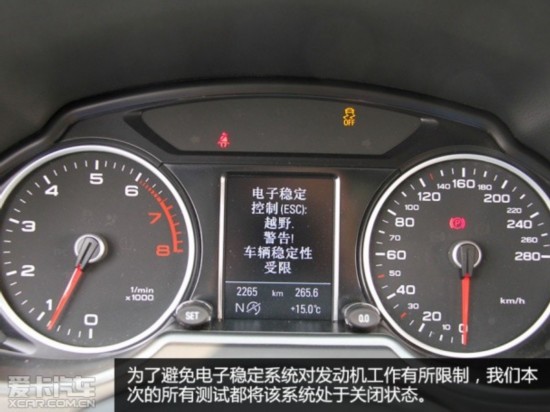 OFF
1 2 3 4 5 6 7 8 0
1/min
x1000
SET
电子稳定
控制(ESC):
越野.
警告!
车辆稳定性
受限
2265 km 265.6
N +15.0℃
0.0
0 10 20 30 40 50 60 80 100 120 140 160 180 200 220 240 260 280
km/h
爱卡汽车
XCAR.COM.CN
为了避免电子稳定系统对发动机工作有所限制，我们本
次的所有测试都将该系统处于关闭状态。